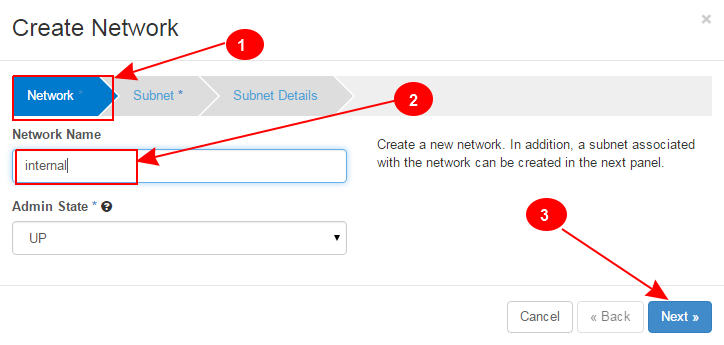 Create Network
×
1
Network *
Subnet *
Subnet Details
2
Network Name
internal
Create a new network. In addition, a subnet associated
with the network can be created in the next panel.
Admin State * ?
UP
3
Cancel
« Back
Next »